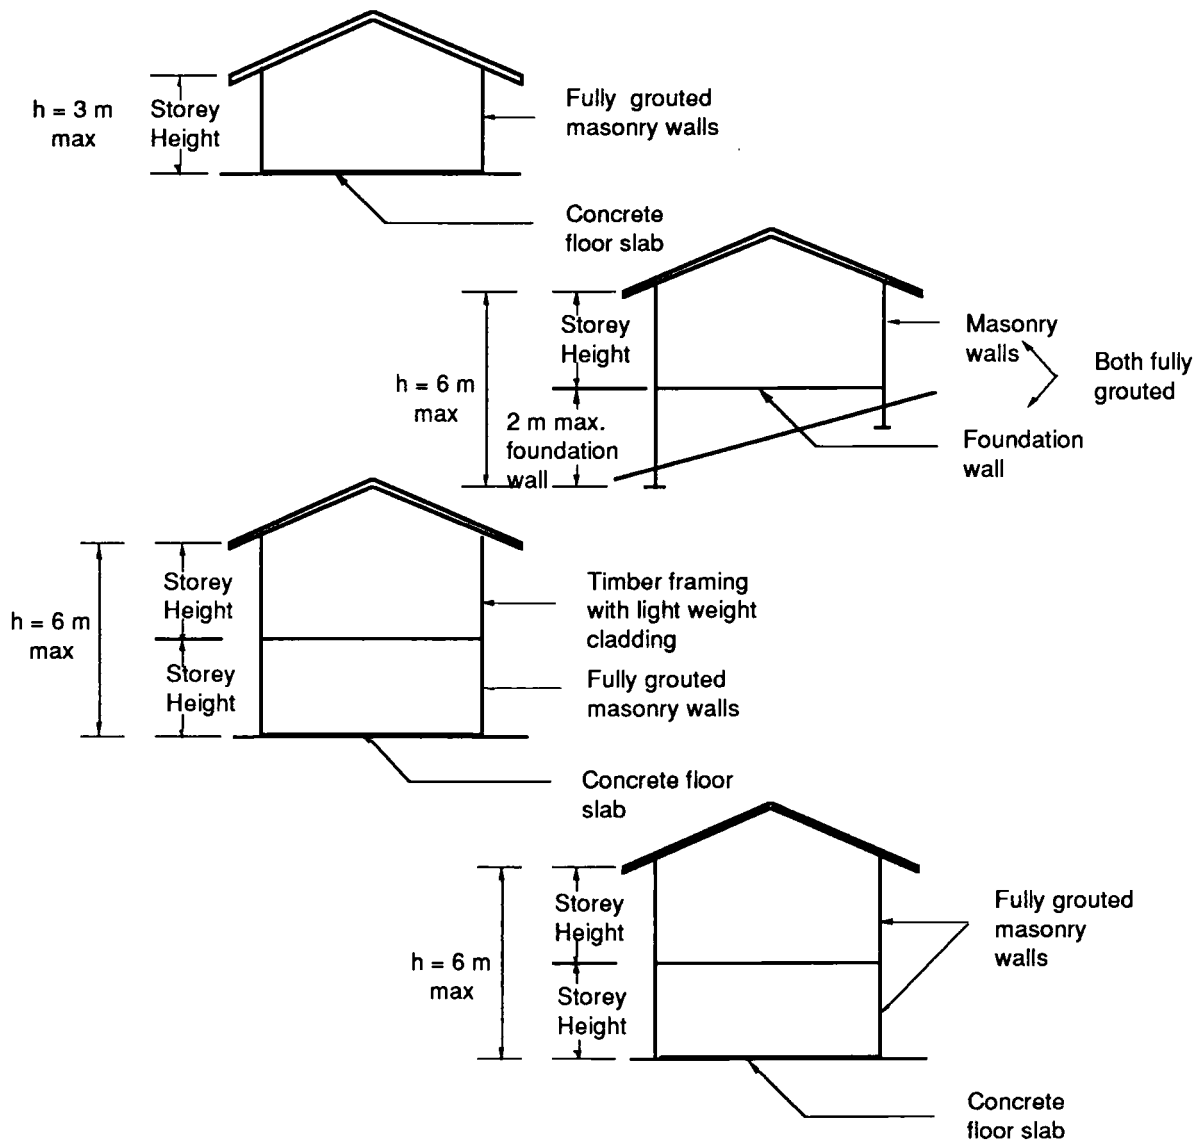 h = 3 m
max
Storey
Height
Fully grouted
masonry walls
Concrete
floor slab
h = 6 m
max
Storey
Height
2 m max.
foundation
wall
Masonry
walls
Both fully
grouted
Foundation
wall
h = 6 m
max
Storey
Height
Storey
Height
Timber framing
with light weight
cladding
Fully grouted
masonry walls
Concrete floor
slab
h = 6 m
max
Storey
Height
Storey
Height
Fully grouted
masonry
walls
Concrete
floor slab